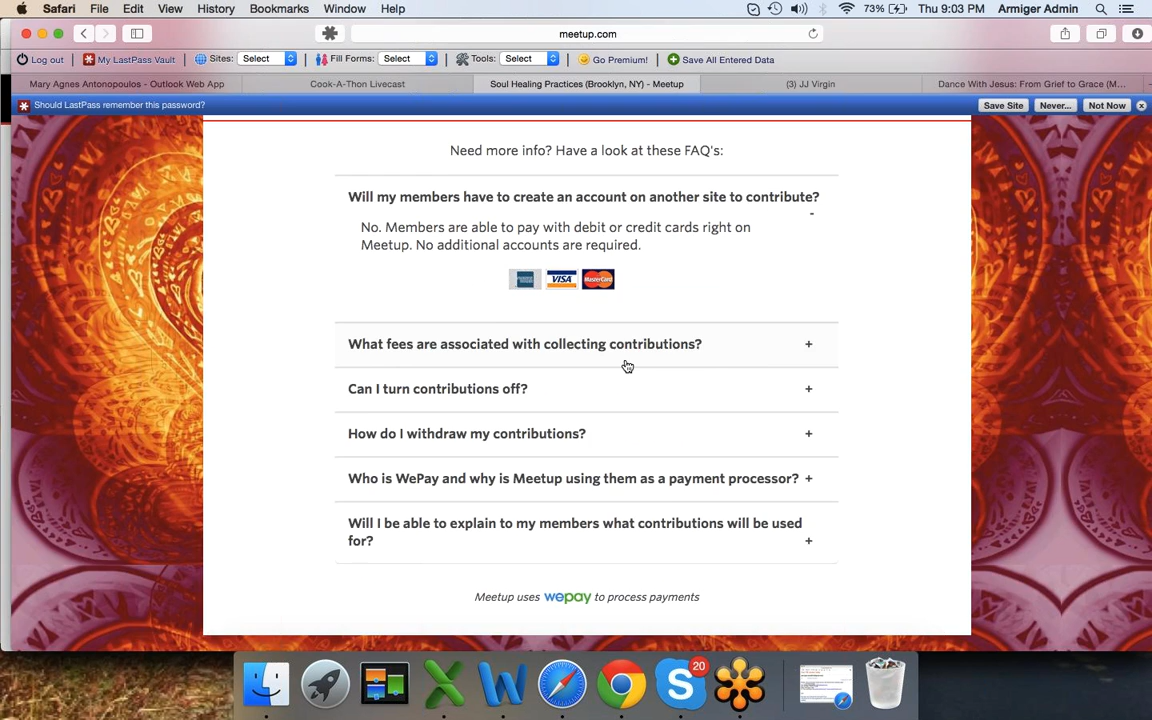 Safari File Edit View History Bookmarks Window Help 73% Thu 9:03 PM Armiger Admin
meetup.com
Log out My LastPass Vault Sites: Select Fill Forms: Select Tools: Select Go Premium! Save All Entered Data
Mary Agnes Antonopoulos - Outlook Web App Cook-A-Thon Livecast Soul Healing Practices (Brooklyn, NY) - Meetup (3) JJ Virgin Dance With Jesus: From Grief to Grace (M...
Should LastPass remember this password? Save Site Never... Not Now
Need more info? Have a look at these FAQ's:
Will my members have to create an account on another site to contribute?
-
No. Members are able to pay with debit or credit cards right on
Meetup. No additional accounts are required.
VISA MasterCard
What fees are associated with collecting contributions? +
Can I turn contributions off? +
How do I withdraw my contributions? +
Who is WePay and why is Meetup using them as a payment processor? +
Will I be able to explain to my members what contributions will be used
for? +
Meetup uses wepay to process payments
20